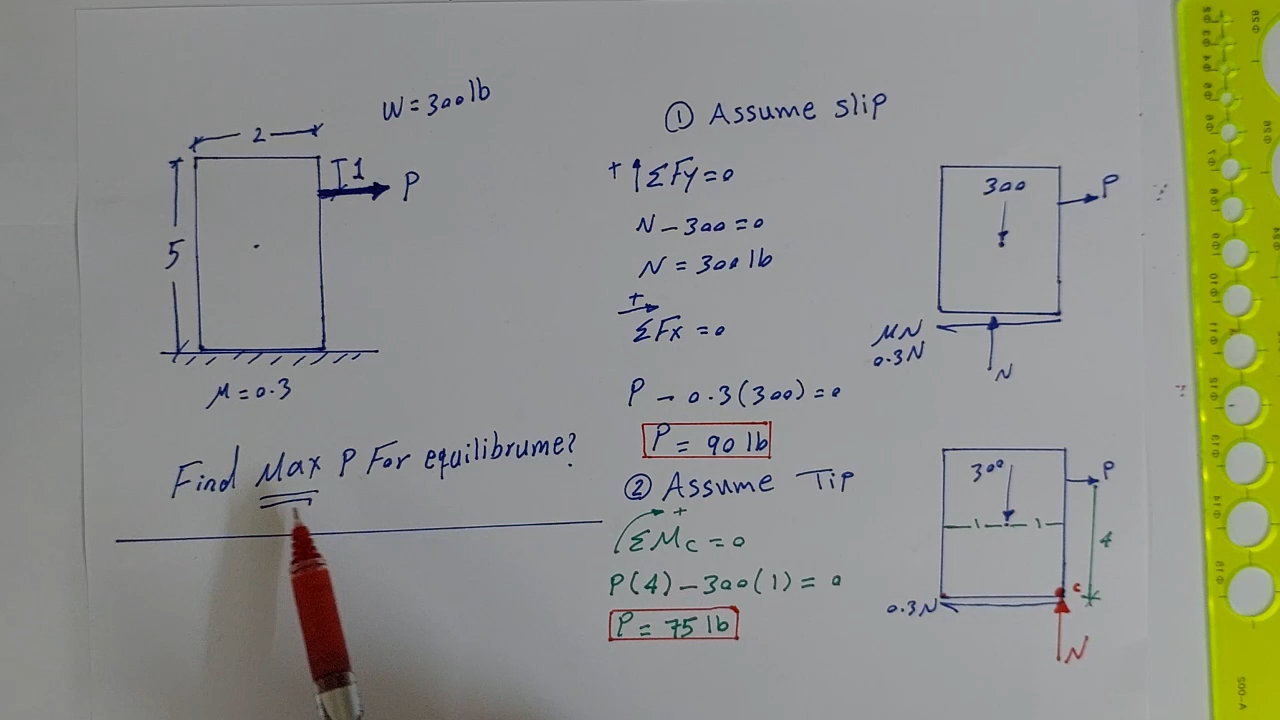 W = 300 lb
2
1
P
5
M = 0.3
Find Max P For equilibrume?
① Assume slip
+ ↑ ΣFy = 0
N - 300 = 0
N = 300 lb
+→
ΣFx = 0
P - 0.3(300) = 0
P = 90 lb
300
P
MN
0.3N
N
② Assume Tip
+
ΣMc = 0
P(4) - 300(1) = 0
P = 75 lb
300
P
1 1
4
c
0.3N
N